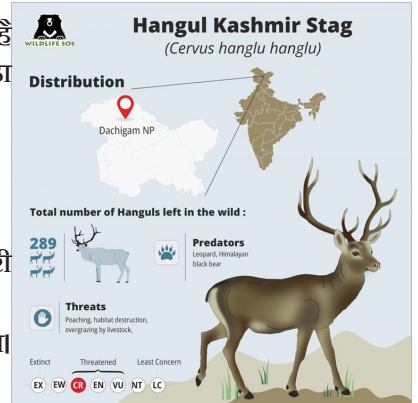 है
WILDLIFE SOS
Hangul Kashmir Stag
(Cervus hanglu hanglu)
Distribution
Dachigam NP
Total number of Hanguls left in the wild :
289
Predators
Leopard, Himalayan
black bear
Threats
Poaching, habitat destruction,
overgrazing by livestock,
Extinct Threatened Least Concern
EX EW CR EN VU NT LC